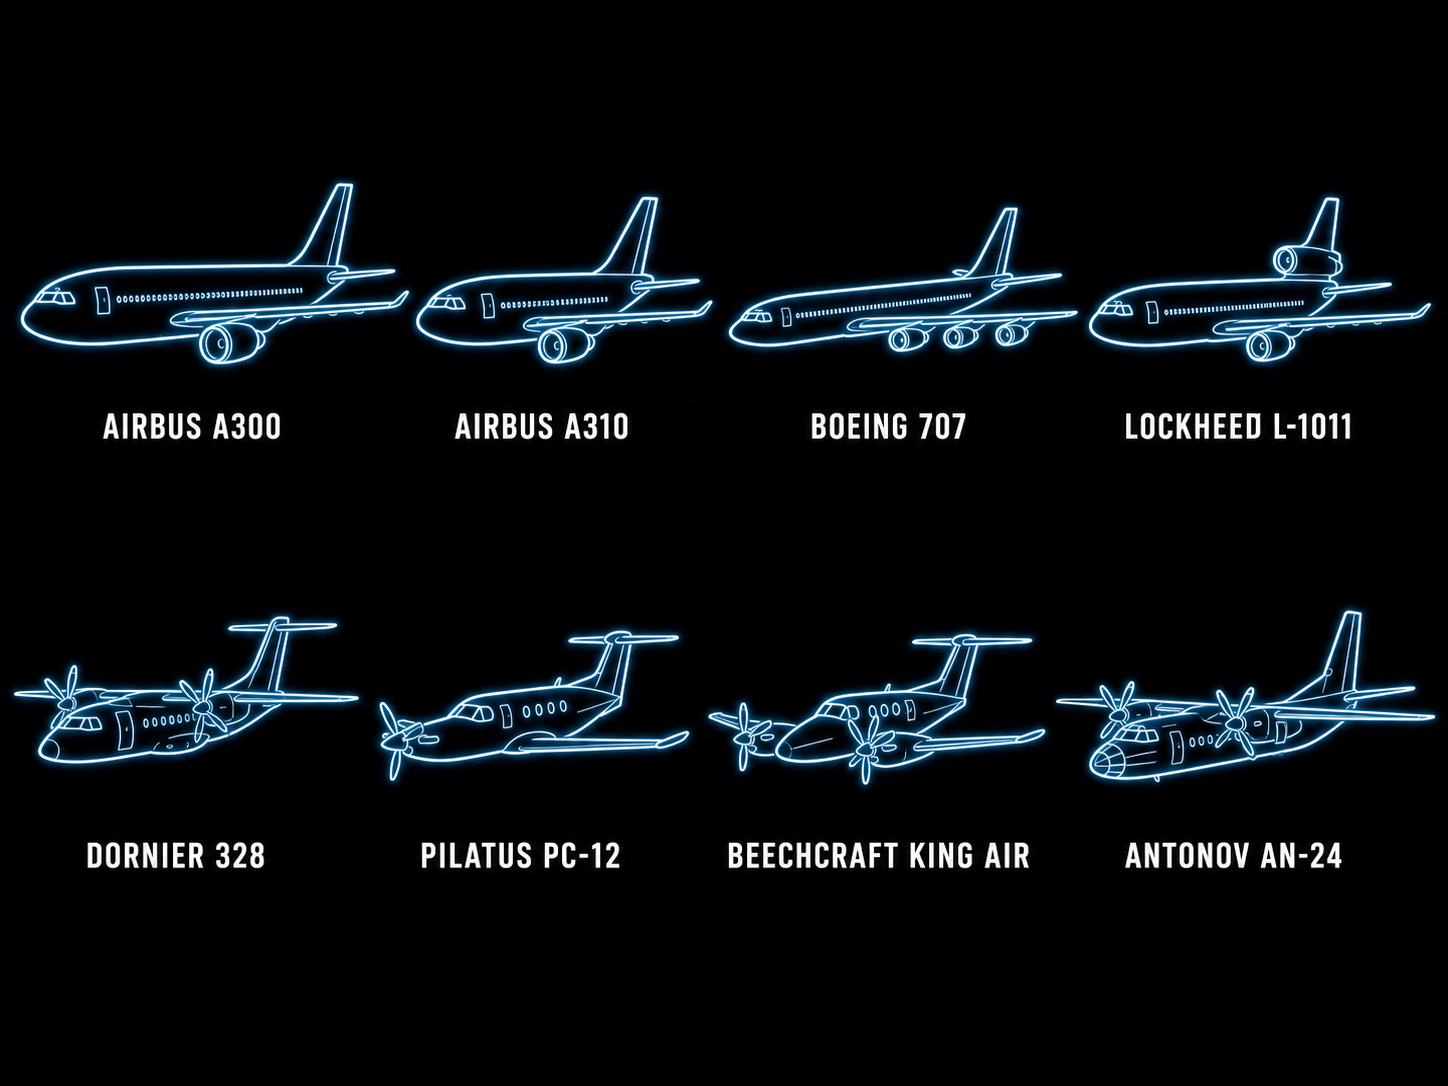 AIRBUS A300
AIRBUS A310
BOEING 707
LOCKHEED L-1011
DORNIER 328
PILATUS PC-12
BEECHCRAFT KING AIR
ANTONOV AN-24